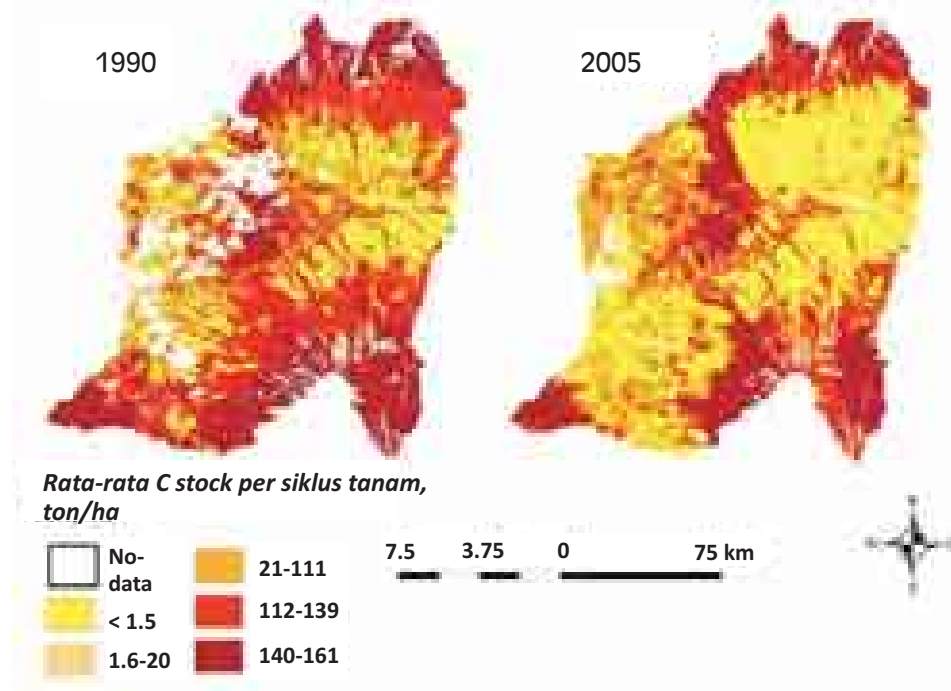 1990
2005
Rata-rata C stock per siklus tanam,
ton/ha
No-
data
< 1.5
1.6-20
21-111
112-139
140-161
7.5 3.75 0 75 km